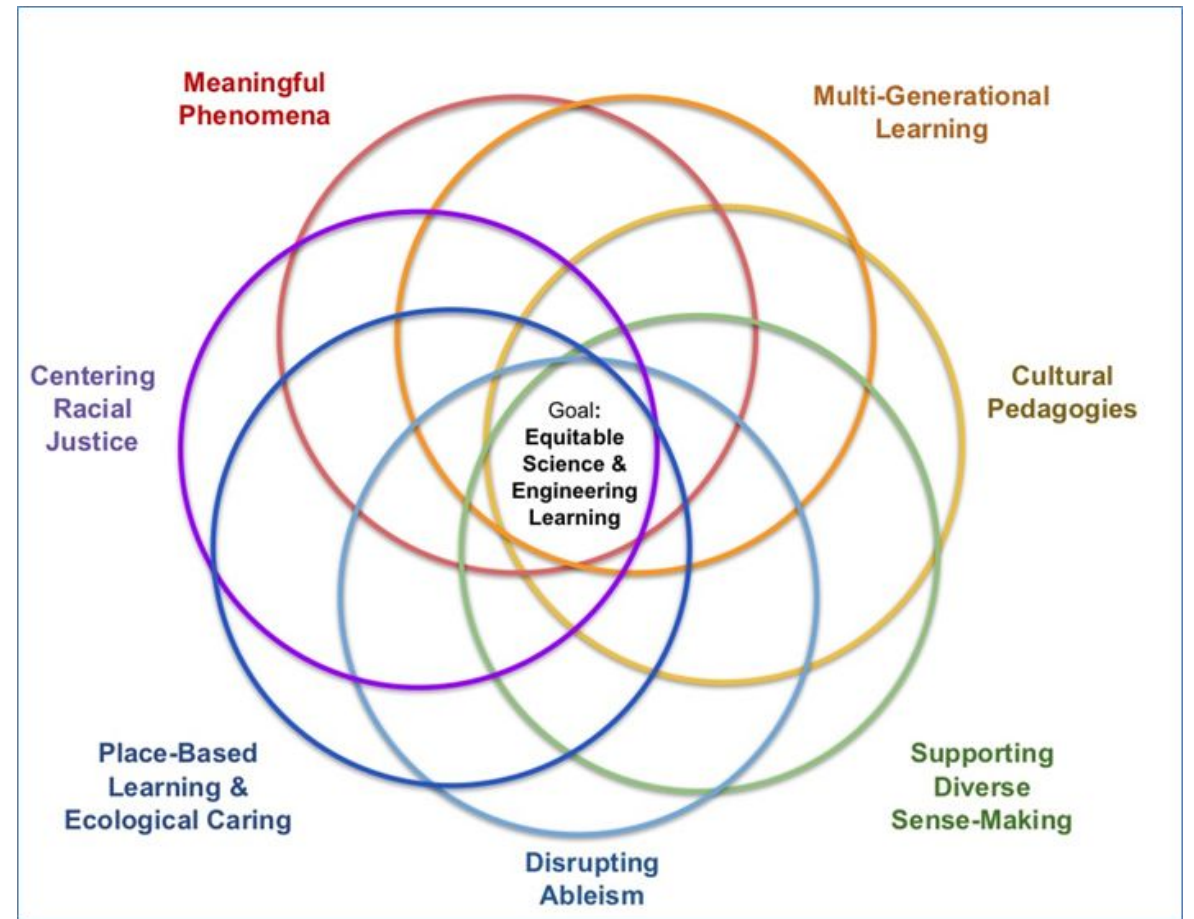 Meaningful
Phenomena
Multi-Generational
Learning
Centering
Racial
Justice
Goal:
Equitable
Science &
Engineering
Learning
Cultural
Pedagogies
Place-Based
Learning &
Ecological Caring
Supporting
Diverse
Sense-Making
Disrupting
Ableism